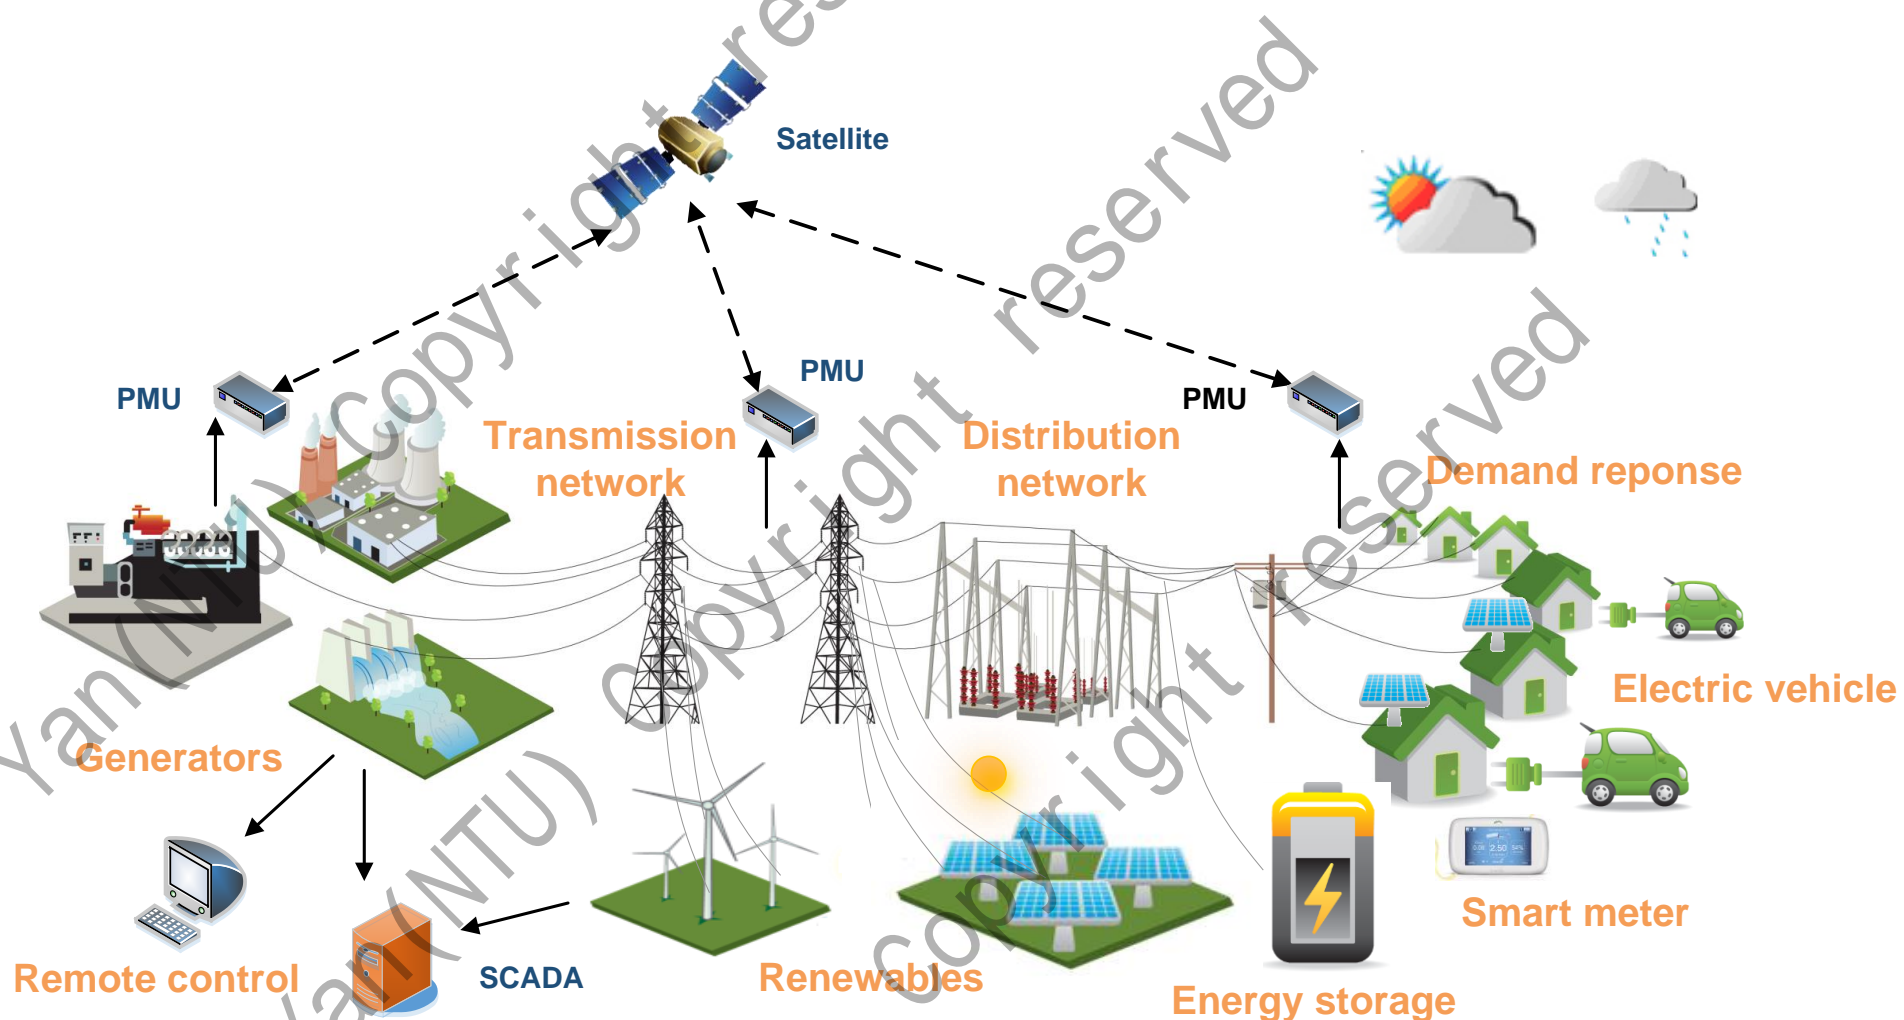 Satellite
PMU
PMU
PMU
Transmission
network
Distribution
network
Demand reponse
Electric vehicle
Generators
Smart meter
Remote control
SCADA
Renewables
Energy storage
Yan(NTU) Copyright reserved
Yan(NTU) Copyright reserved
Copyright reserved